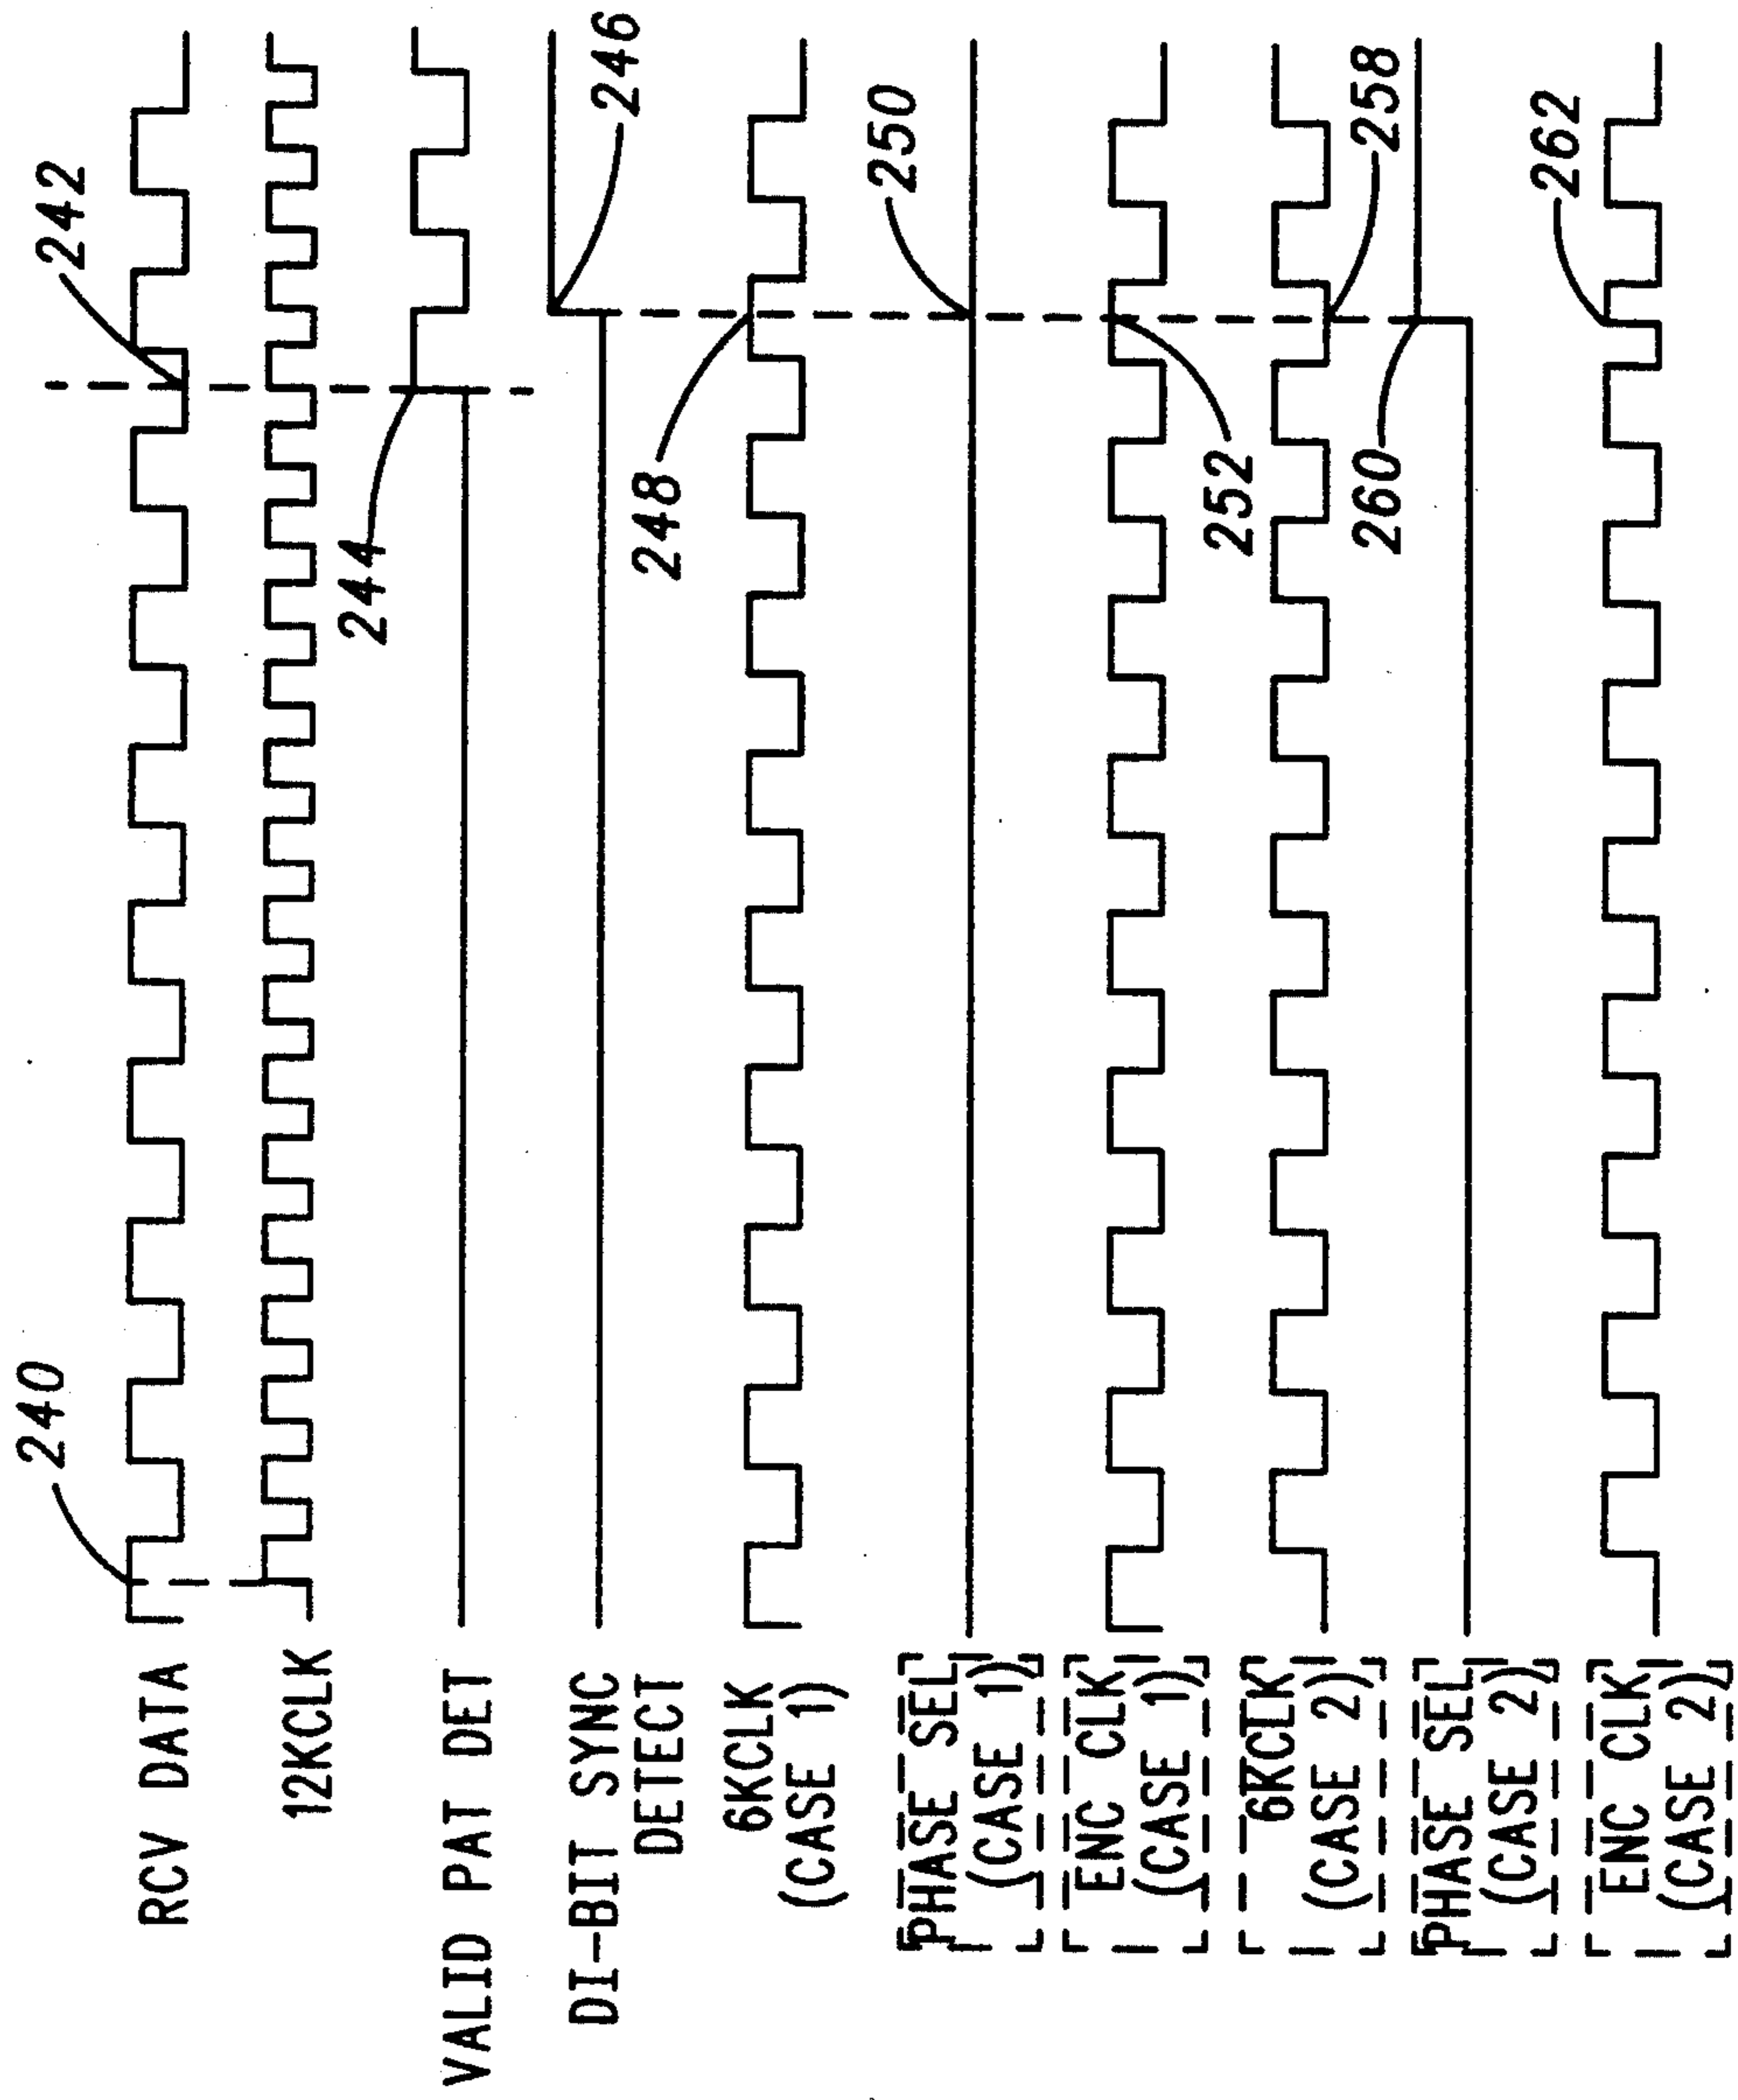 240
242
RCV DATA
12KCLK
244
VALID PAT DET
246
DI-BIT SYNC
DETECT
248
6KCLK
(CASE 1)
250
PHASE SEL
(CASE 1)
252
ENC CLK
(CASE 1)
258
6KCLK
(CASE 2)
260
PHASE SEL
(CASE 2)
262
ENC CLK
(CASE 2)